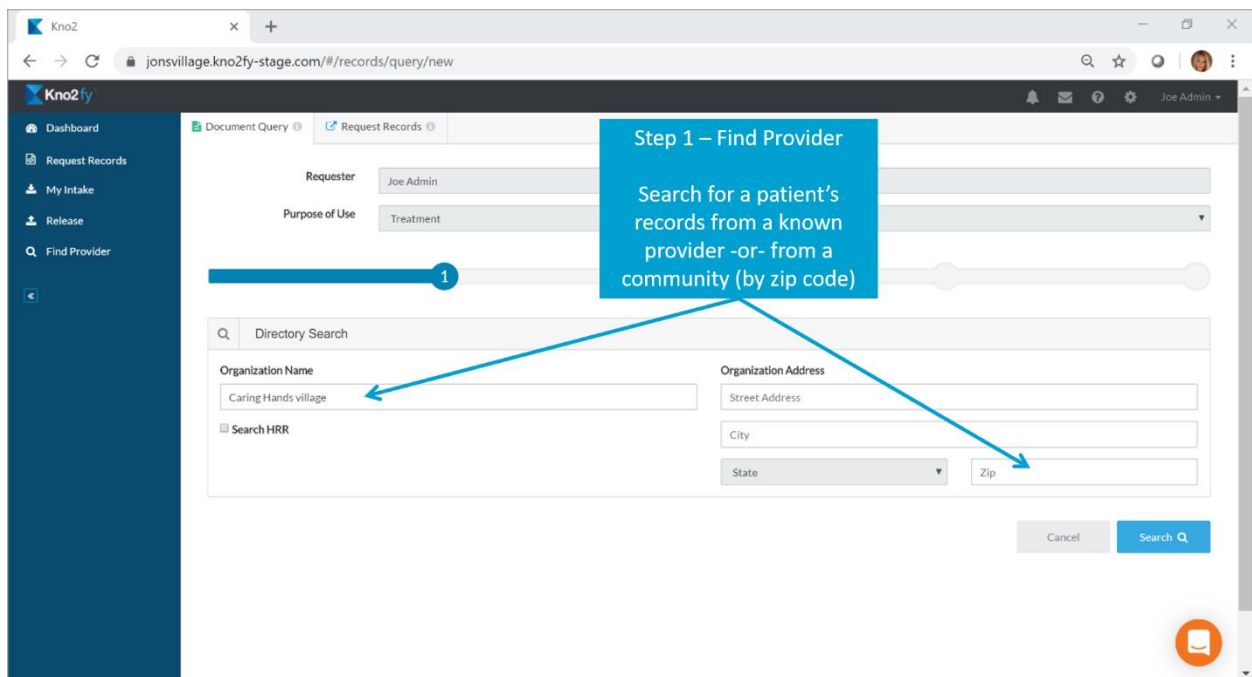 Kno2
jonsvillage.kno2fy-stage.com/#/records/query/new
Kno2fy
Joe Admin
Dashboard
Request Records
My Intake
Release
Find Provider
Document Query
Request Records
Requester
Joe Admin
Purpose of Use
Treatment
Step 1 – Find Provider
Search for a patient's
records from a known
provider -or- from a
community (by zip code)
1
Directory Search
Organization Name
Caring Hands village
Search HRR
Organization Address
Street Address
City
State
Zip
Cancel
Search